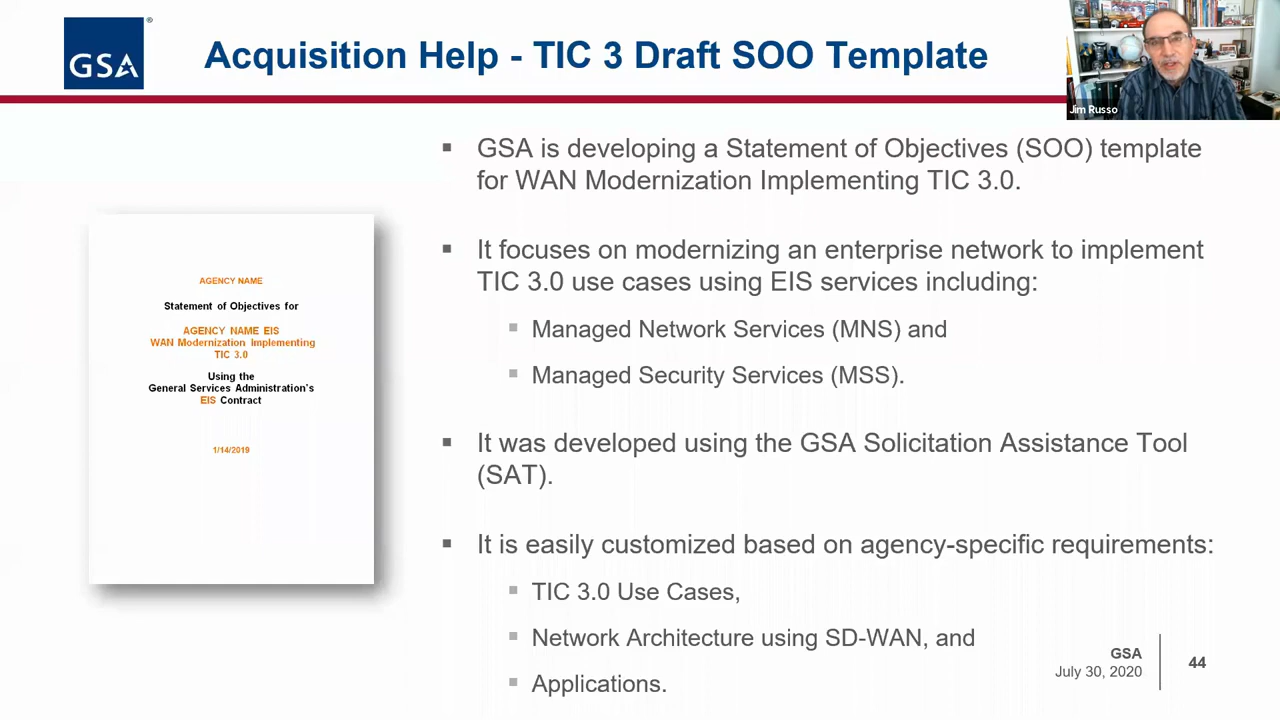 GSA
Acquisition Help - TIC 3 Draft SOO Template
Jim Russo
AGENCY NAME
Statement of Objectives for
AGENCY NAME EIS
WAN Modernization Implementing
TIC 3.0
Using the
General Services Administration's
EIS Contract
1/14/2019
▪ GSA is developing a Statement of Objectives (SOO) template
for WAN Modernization Implementing TIC 3.0.
▪ It focuses on modernizing an enterprise network to implement
TIC 3.0 use cases using EIS services including:
▪ Managed Network Services (MNS) and
▪ Managed Security Services (MSS).
▪ It was developed using the GSA Solicitation Assistance Tool
(SAT).
▪ It is easily customized based on agency-specific requirements:
▪ TIC 3.0 Use Cases,
▪ Network Architecture using SD-WAN, and
▪ Applications.
GSA
July 30, 2020
44